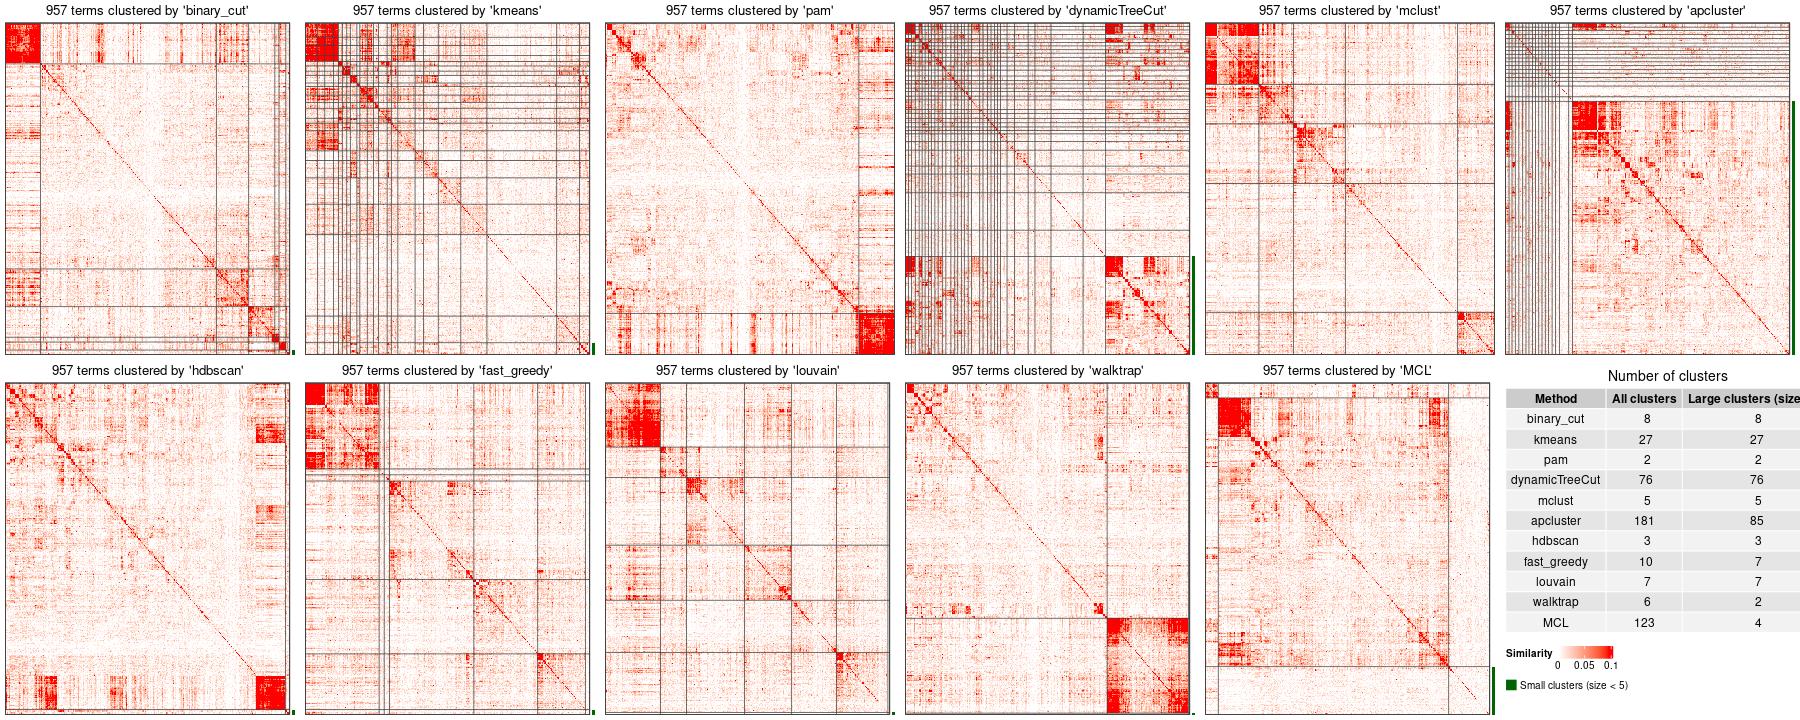 957 terms clustered by 'binary_cut'
957 terms clustered by 'kmeans'
957 terms clustered by 'pam'
957 terms clustered by 'dynamicTreeCut'
957 terms clustered by 'mclust'
957 terms clustered by 'apcluster'
957 terms clustered by 'hdbscan'
957 terms clustered by 'fast_greedy'
957 terms clustered by 'louvain'
957 terms clustered by 'walktrap'
957 terms clustered by 'MCL'
Number of clusters
Method All clusters Large clusters (size
binary_cut 8 8
kmeans 27 27
pam 2 2
dynamicTreeCut 76 76
mclust 5 5
apcluster 181 85
hdbscan 3 3
fast_greedy 10 7
louvain 7 7
walktrap 6 2
MCL 123 4
Similarity
0 0.05 0.1
Small clusters (size < 5)